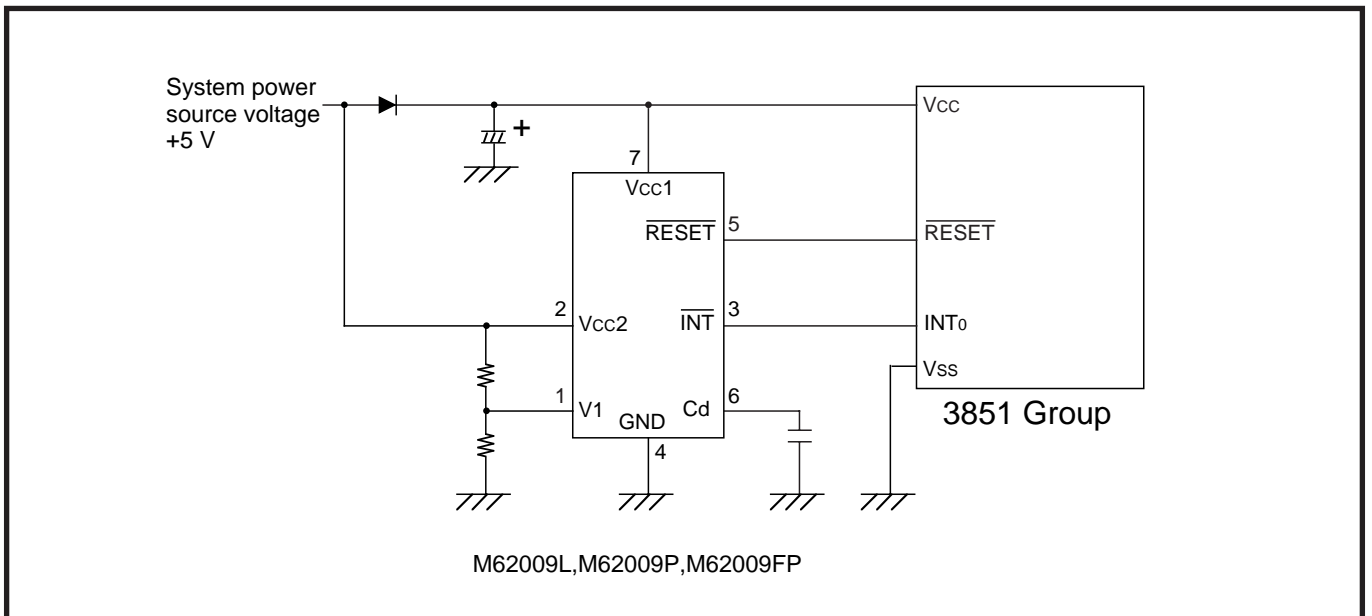 System power
source voltage
+5 V
+
7
VCC1
RESET
5
2
VCC2
INT
3
1
V1
GND
Cd
6
4
VCC
RESET
INT0
VSS
3851 Group
M62009L,M62009P,M62009FP